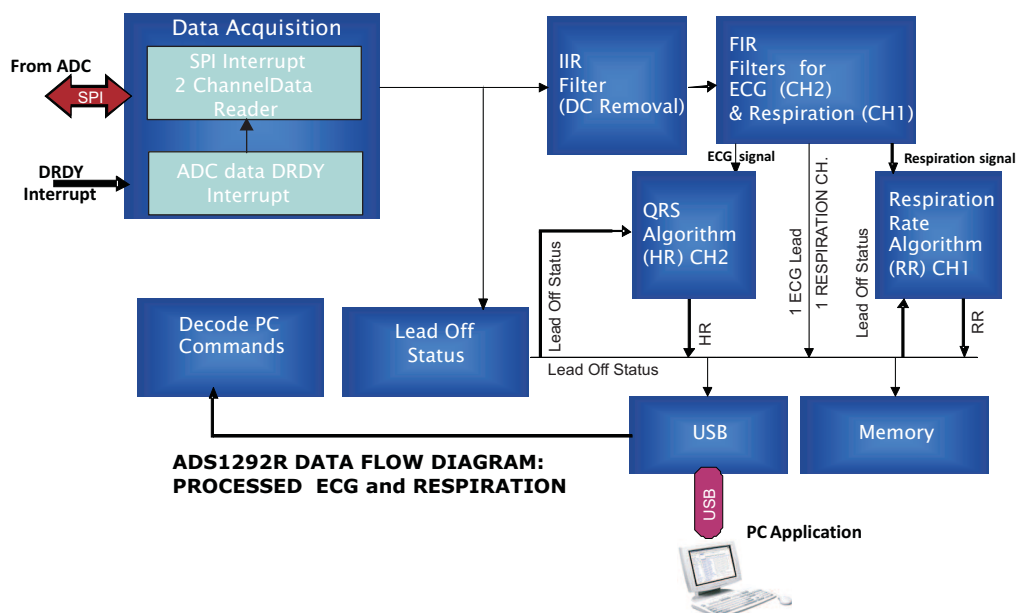 Data Acquisition
SPI Interrupt
2 ChannelData
Reader
ADC data DRDY
Interrupt
From ADC
SPI
DRDY
Interrupt
IIR
Filter
(DC Removal)
FIR
Filters for
ECG (CH2)
& Respiration (CH1)
ECG signal
Respiration signal
QRS
Algorithm
(HR) CH2
1 ECG Lead
1 RESPIRATION CH.
Lead Off Status
Respiration
Rate
Algorithm
(RR) CH1
Lead Off Status
HR
RR
Decode PC
Commands
Lead Off
Status
Lead Off Status
USB
Memory
ADS1292R DATA FLOW DIAGRAM:
PROCESSED ECG and RESPIRATION
USB
PC Application